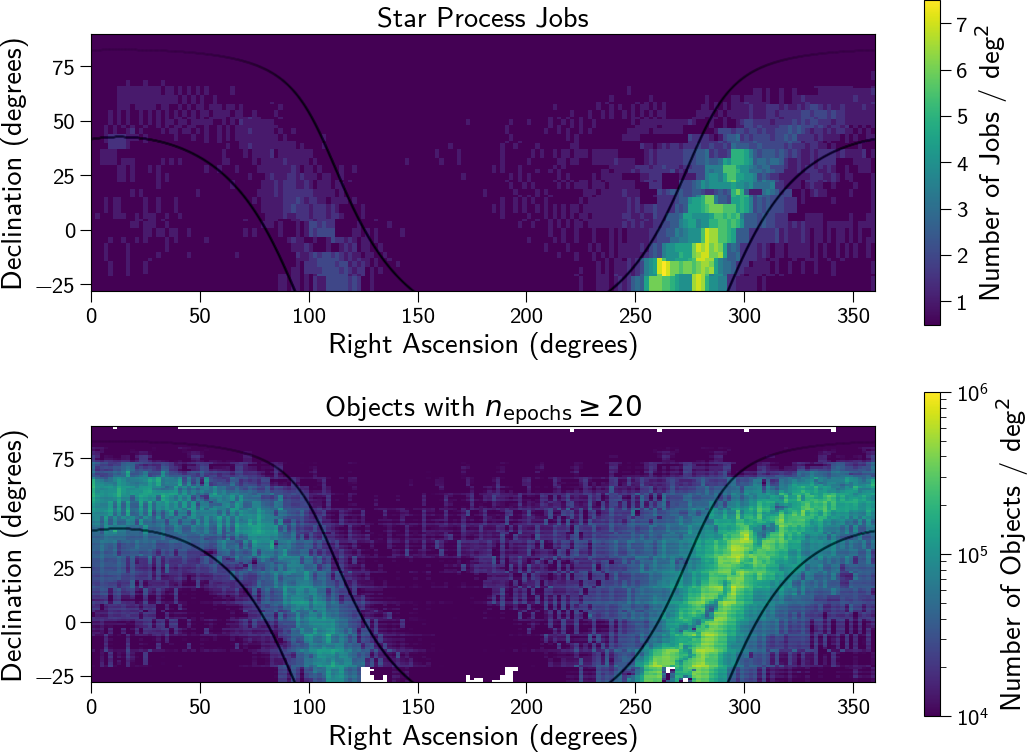 Star Process Jobs
75
50
25
0
−25
Declination (degrees)
0 50 100 150 200 250 300 350
Right Ascension (degrees)
7
6
5
4
3
2
1
Number of Jobs / deg²
Objects with n_epochs ≥ 20
75
50
25
0
−25
Declination (degrees)
0 50 100 150 200 250 300 350
Right Ascension (degrees)
10⁶
10⁵
10⁴
Number of Objects / deg²